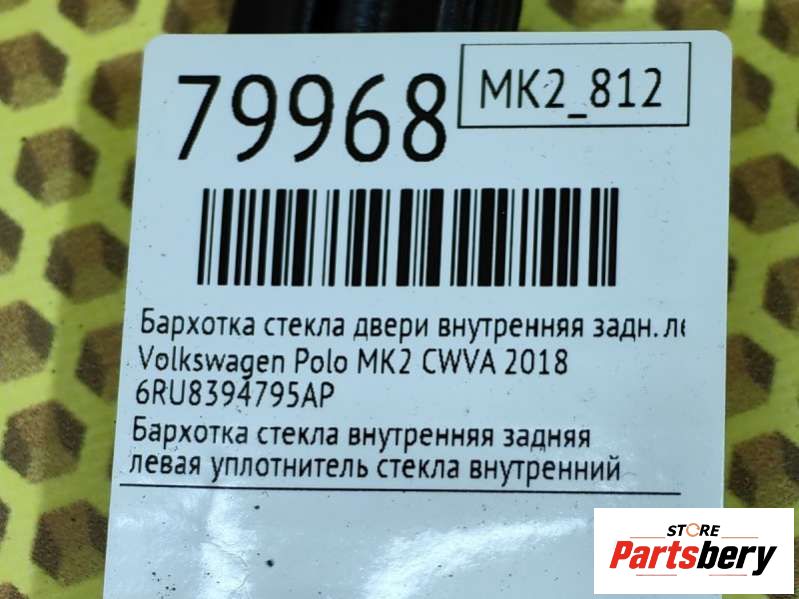 79968
MK2_812
Бархотка стекла двери внутренняя задн.
Volkswagen Polo MK2 CWVA 2018
6RU8394795AP
Бархотка стекла внутренняя задняя
левая уплотнитель стекла внутренний
STORE
Partsbery